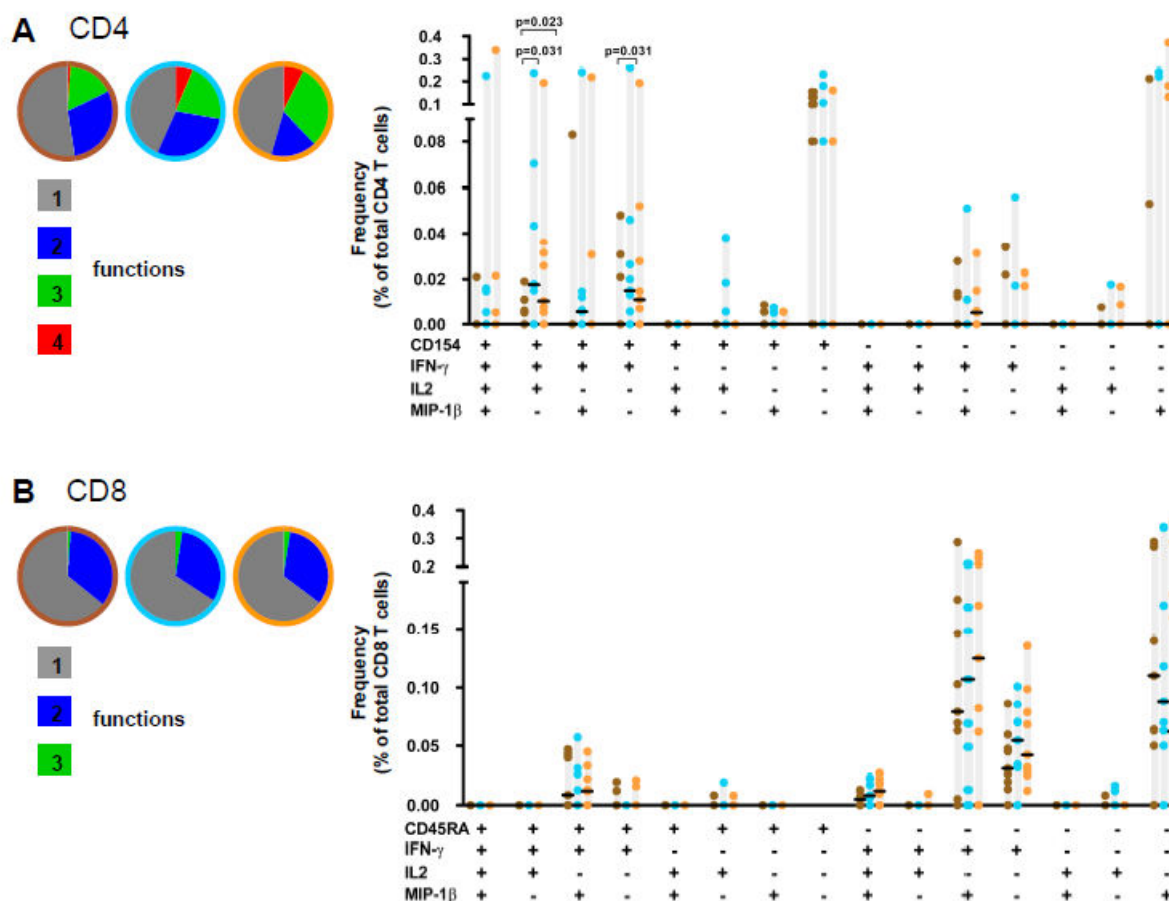 A CD4
1
2
3
4
functions
p=0.023
p=0.031
p=0.031
Frequency
(% of total CD4 T cells)
0.4
0.3
0.2
0.1
0.08
0.06
0.04
0.02
0.00
CD154 + + + + + + + + - - - - - - -
IFN-γ + + + + - - - - + + + + - - -
IL2 + + - - + + - - + + - - + + -
MIP-1β + - + - + - + - + - + - + - +
B CD8
1
2
3
functions
Frequency
(% of total CD8 T cells)
0.4
0.3
0.2
0.15
0.10
0.05
0.00
CD45RA + + + + + + + + - - - - - - -
IFN-γ + + + + - - - - + + + + - - -
IL2 + + - - + + - - + + - - + + -
MIP-1β + - + - + - + - + - + - + - +